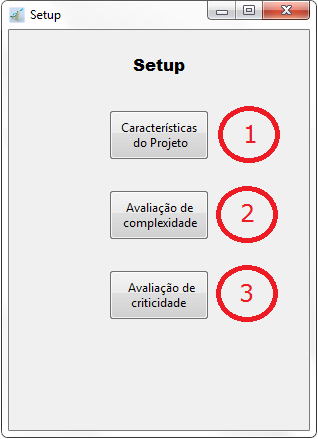 Setup
Setup
Características
do Projeto
1
Avaliação de
complexidade
2
Avaliação de
criticidade
3